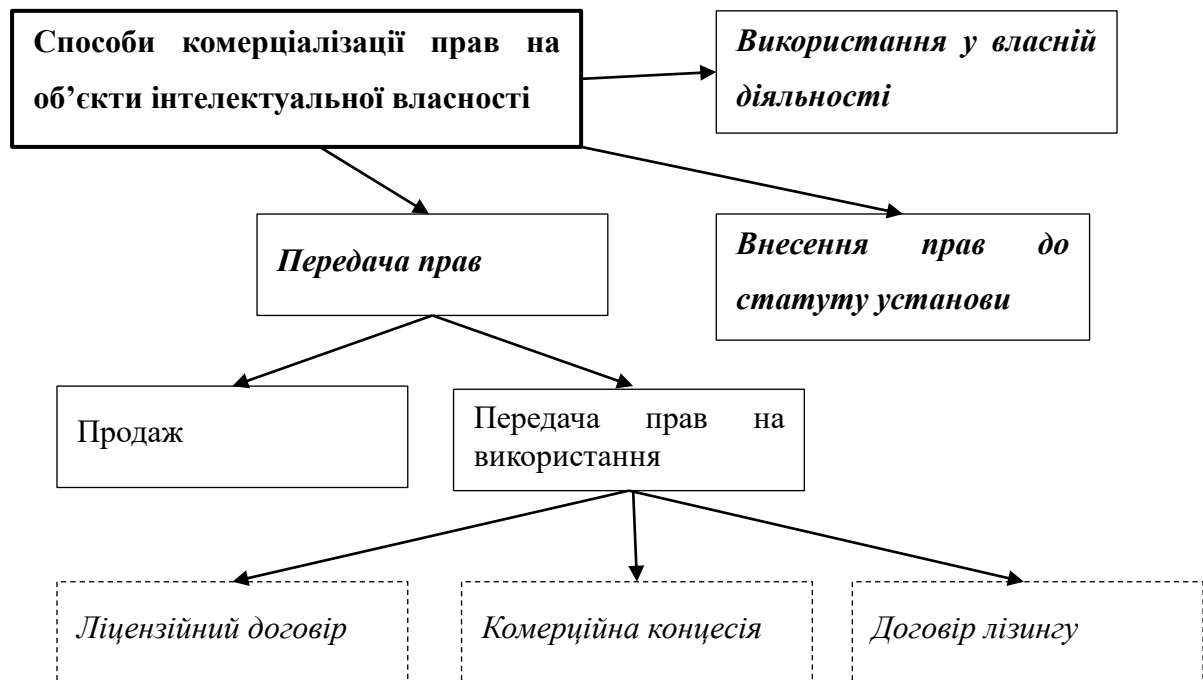 Способи комерціалізації прав на
об’єкти інтелектуальної власності
Використання у власній
діяльності
Передача прав
Внесення прав до
статуту установи
Продаж
Передача прав на
використання
Ліцензійний договір
Комерційна концесія
Договір лізингу